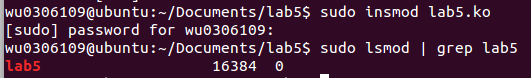 wu0306109@ubuntu:~/Documents/lab5$ sudo insmod lab5.ko
[sudo] password for wu0306109:
wu0306109@ubuntu:~/Documents/lab5$ sudo lsmod | grep lab5
lab5                   16384  0